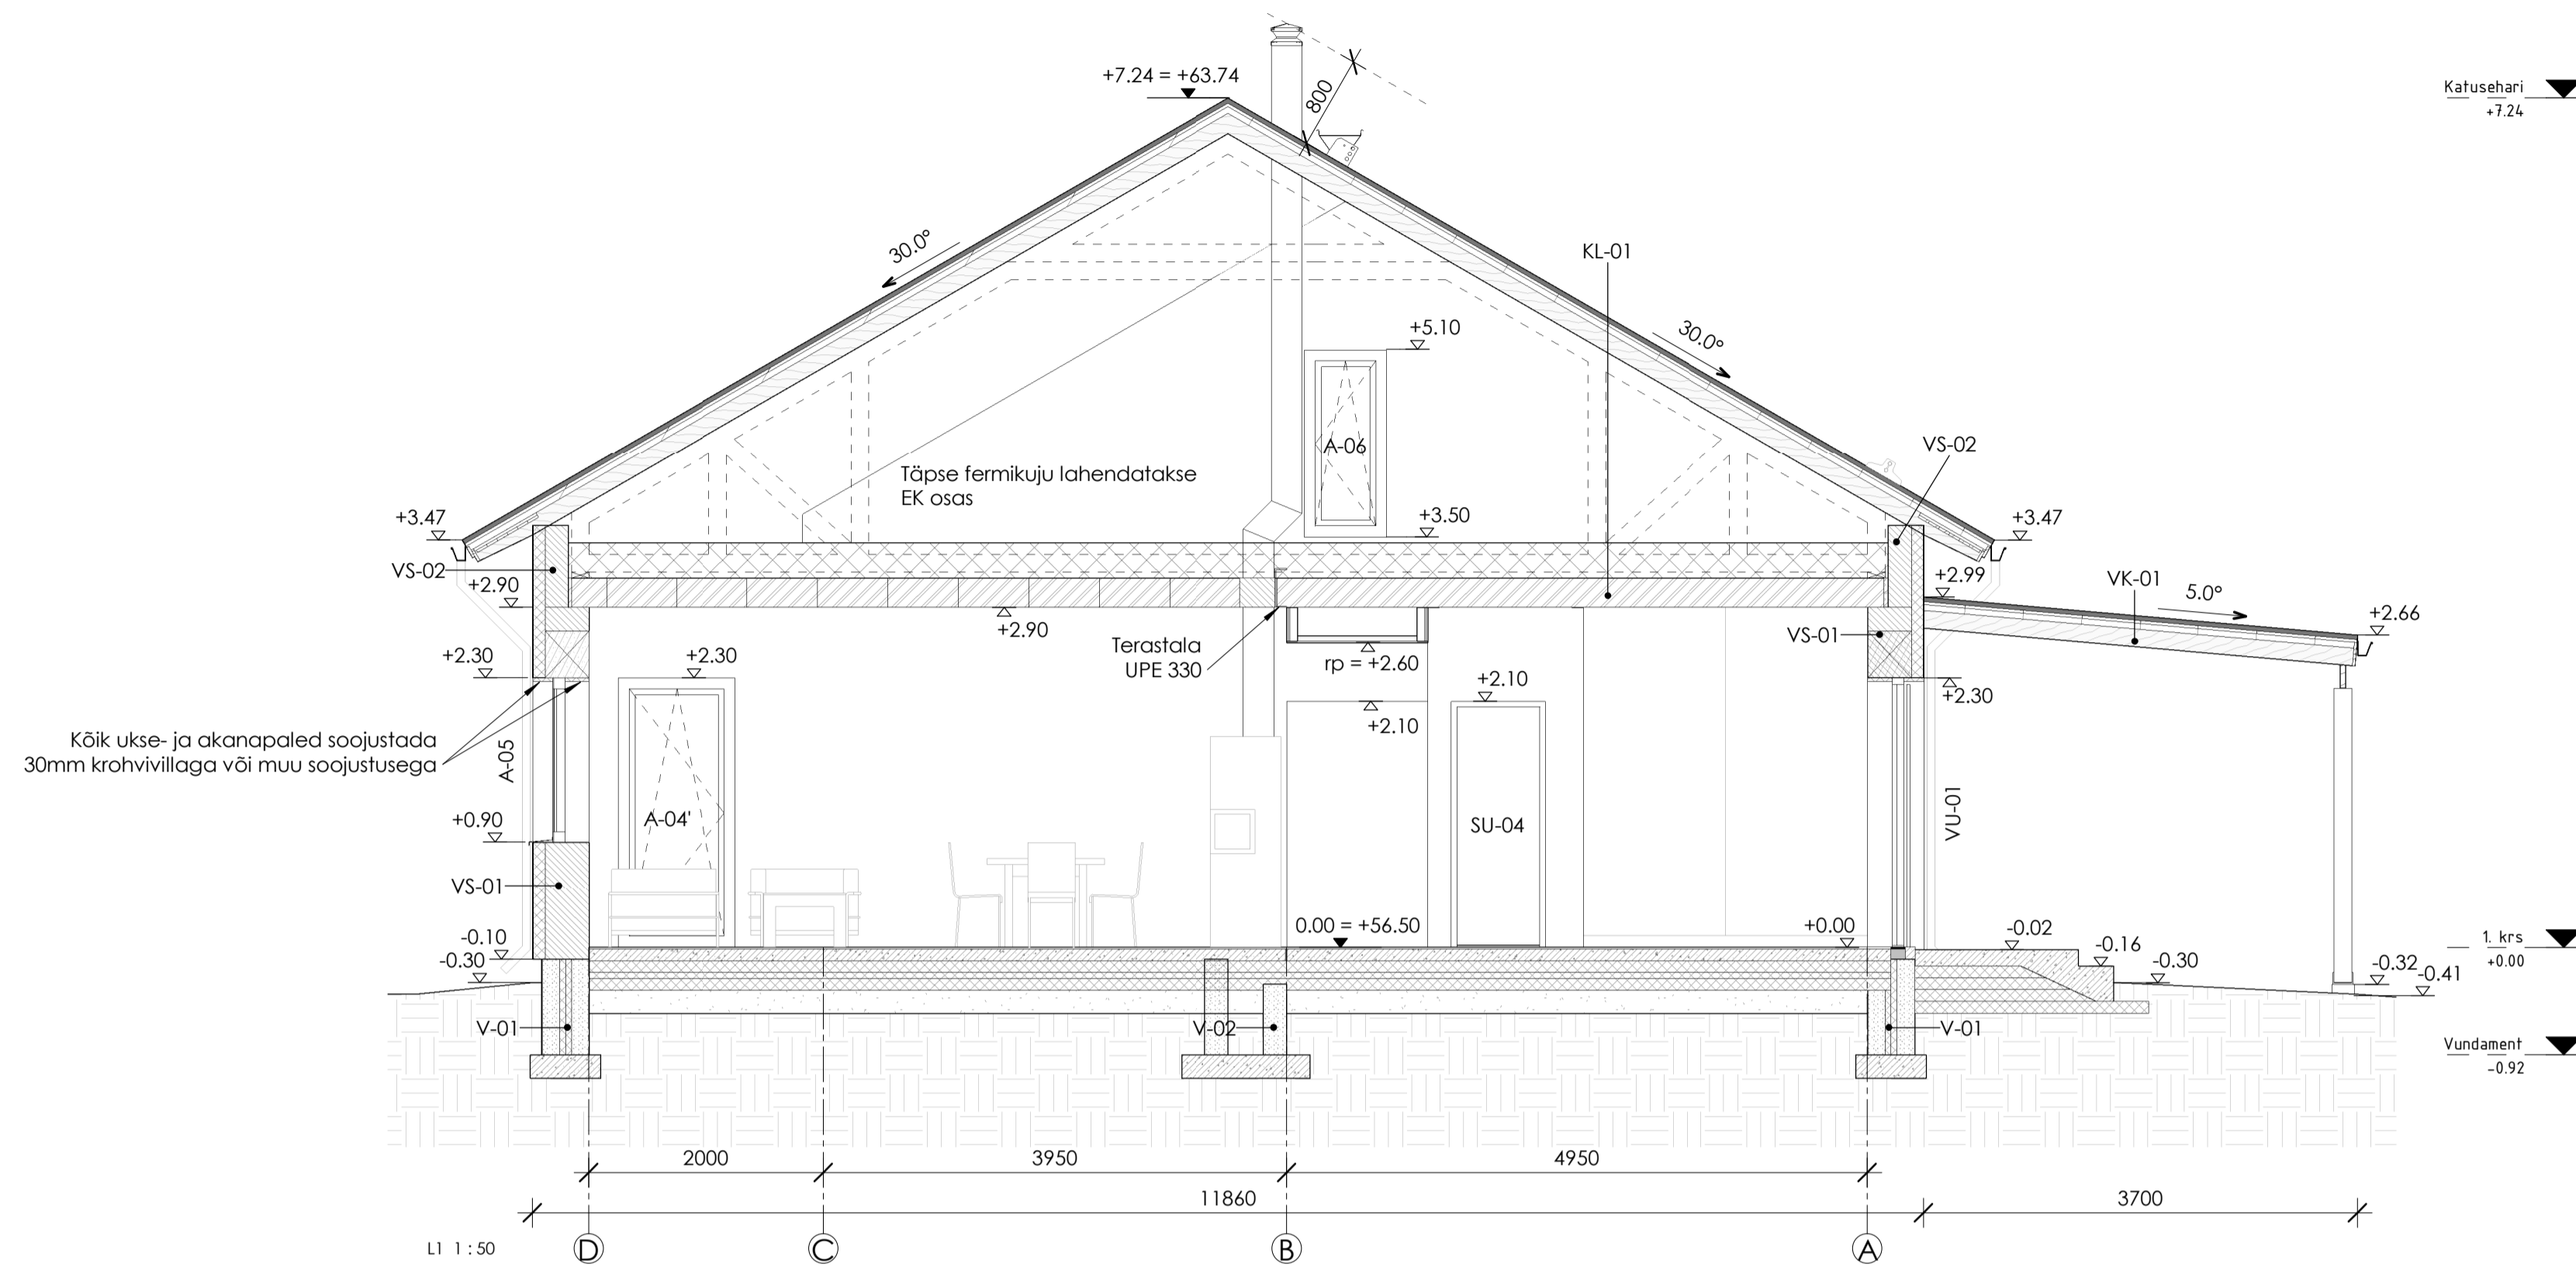 +7.24 = +63.74
800
Katusehari
+7.24
30.0°
KL-01
30.0°
+5.10
A-06
VS-02
Täpse fermikuju lahendatakse
EK osas
+3.47
+3.50
+3.47
VS-02
+2.90
+2.99
VK-01
5.0°
+2.66
+2.90
Terastala
UPE 330
VS-01
+2.30
+2.30
rp = +2.60
+2.10
+2.30
+2.10
Kõik ukse- ja akanapaled soojustada
30mm krohvivillaga või muu soojustusega
A-05
+0.90
A-04'
SU-04
VU-01
VS-01
-0.10
-0.30
0.00 = +56.50
+0.00
-0.02
-0.16
-0.30
-0.32
-0.41
1. krs
+0.00
V-01
V-02
V-01
Vundament
-0.92
2000
3950
4950
11860
3700
L1 1 : 50
D
C
B
A